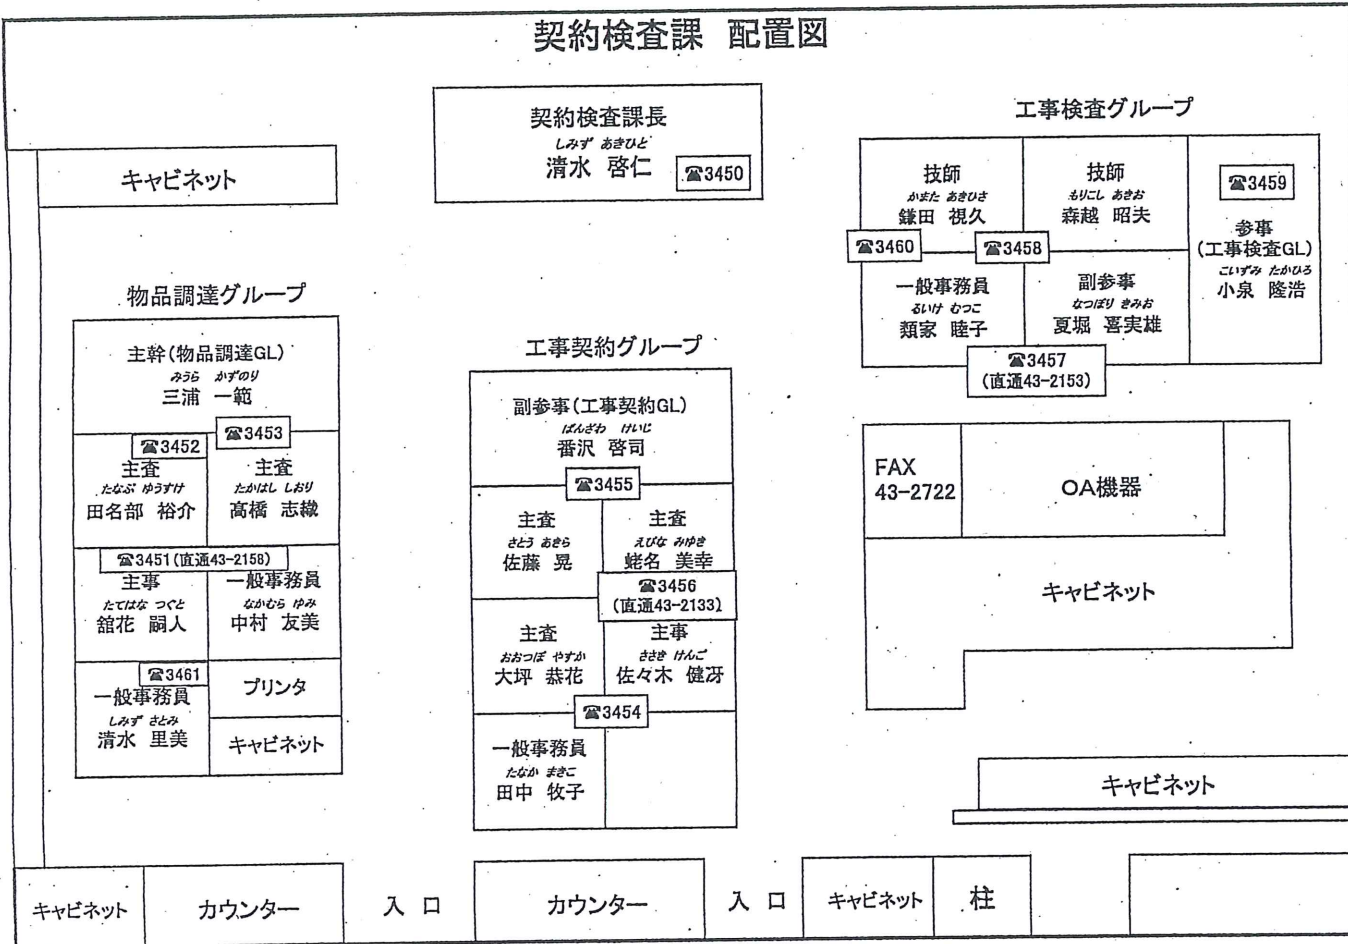 契約検査課 配置図
契約検査課長
しみず あきひと
清水 啓仁
☎3450
キャビネット
工事検査グループ
技師
かまた あきひさ
鎌田 視久
技師
もりこし あきお
森越 昭夫
☎3459
参事
(工事検査GL)
こいずみ たかひろ
小泉 隆浩
☎3460
☎3458
一般事務員
るいけ むつこ
類家 睦子
副参事
なつぼり きみお
夏堀 喜実雄
☎3457
(直通43-2153)
物品調達グループ
主幹(物品調達GL)
みうら かずのり
三浦 一範
☎3453
☎3452
主査
たなぶ ゆうすけ
田名部 裕介
主査
たかはし しおり
髙橋 志織
☎3451(直通43-2158)
主事
たてはな つぐと
舘花 嗣人
一般事務員
なかむら ゆみ
中村 友美
☎3461
一般事務員
しみず さとみ
清水 里美
プリンタ
キャビネット
工事契約グループ
副参事(工事契約GL)
ばんざわ けいじ
番沢 啓司
☎3455
主査
さとう あきら
佐藤 晃
主査
えびな みゆき
蛯名 美幸
☎3456
(直通43-2133)
主査
おおつぼ やすか
大坪 恭花
主事
ささき けんご
佐々木 健冴
☎3454
一般事務員
たなか まきこ
田中 牧子
FAX
43-2722
OA機器
キャビネット
キャビネット
キャビネット
カウンター
入 口
カウンター
入 口
キャビネット
柱